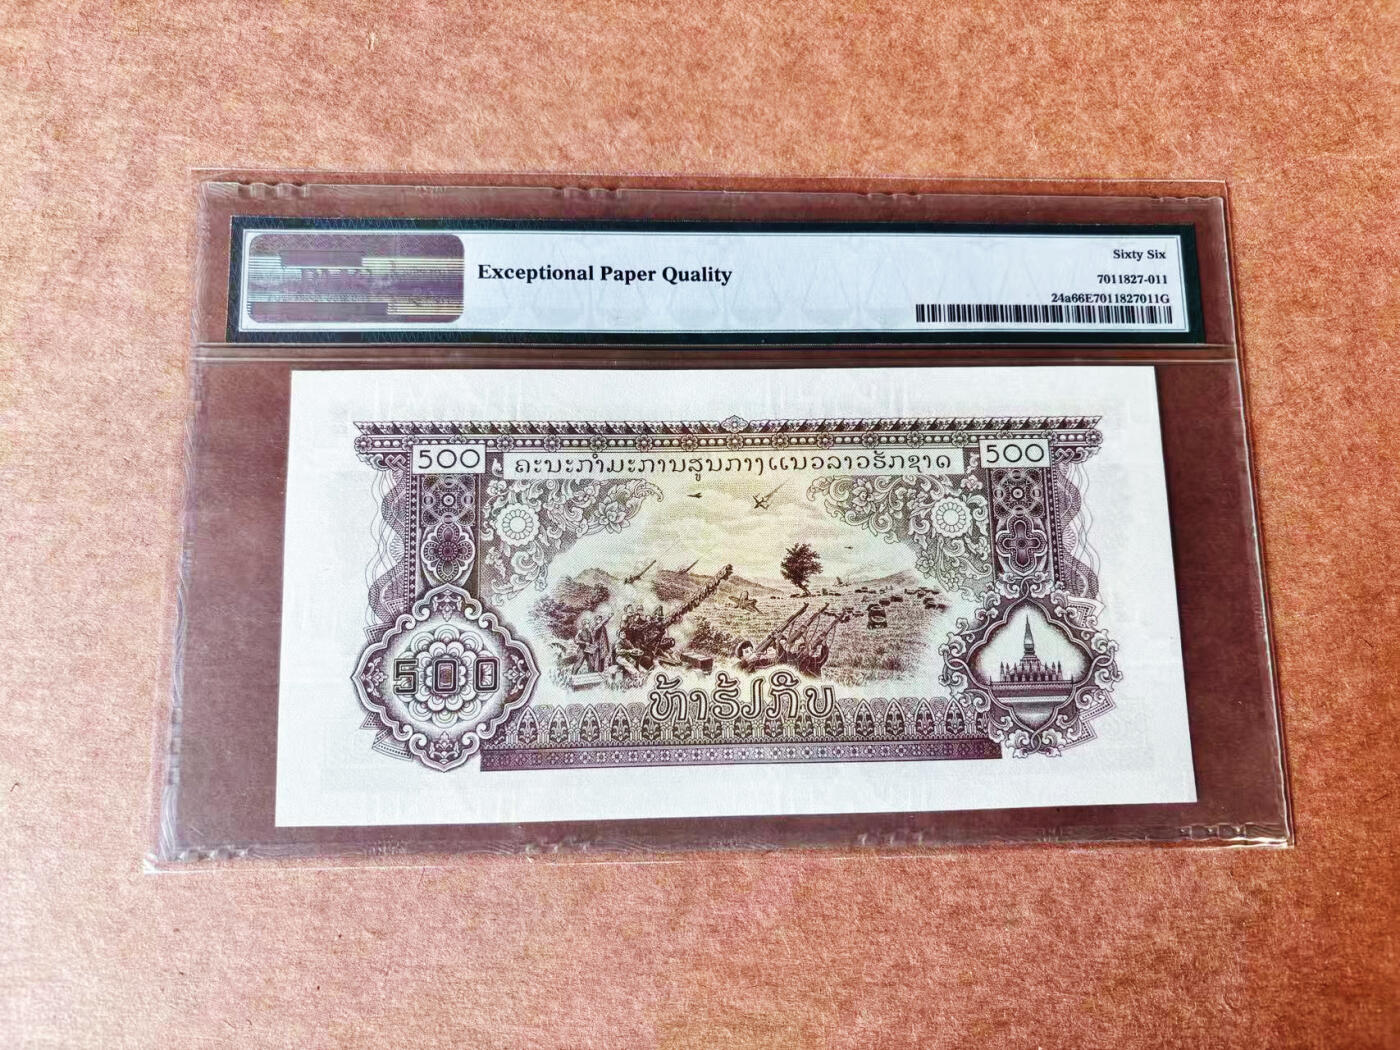 Exceptional Paper Quality
Sixty Six
7011827-011
24a66E7011827011G
500
ຄະນະກຳມະການສູນກາງແນວລາວຮັກຊາດ
500
500
ຫ້າຮ້ອຍກີບ